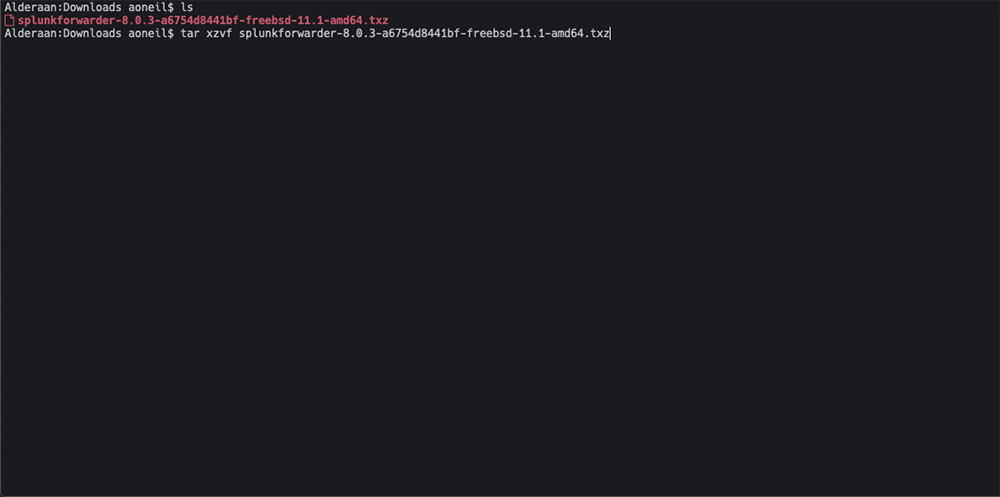 Alderaan:Downloads aoneil$ ls
splunkforwarder-8.0.3-a6754d8441bf-freebsd-11.1-amd64.txz
Alderaan:Downloads aoneil$ tar xzvf splunkforwarder-8.0.3-a6754d8441bf-freebsd-11.1-amd64.txz